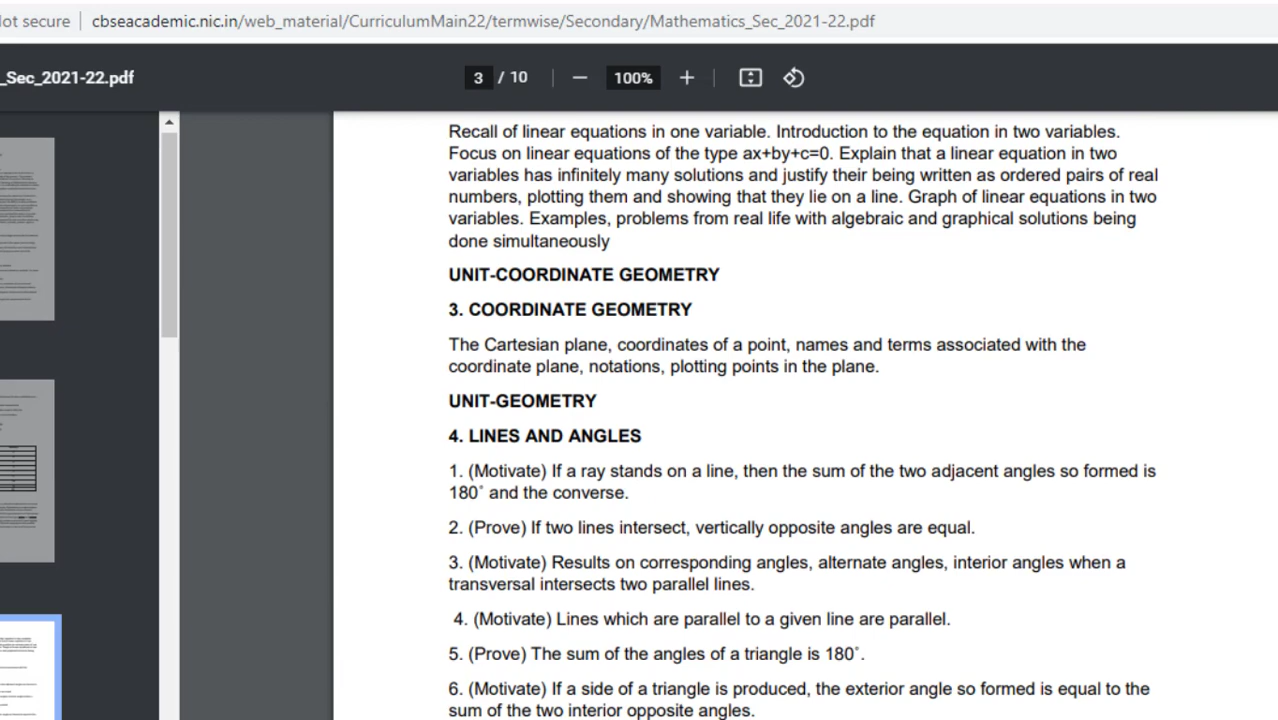 ot secure
cbseacademic.nic.in/web_material/CurriculumMain22/termwise/Secondary/Mathematics_Sec_2021-22.pdf
_Sec_2021-22.pdf
3 / 10
100%
Recall of linear equations in one variable. Introduction to the equation in two variables.
Focus on linear equations of the type ax+by+c=0. Explain that a linear equation in two
variables has infinitely many solutions and justify their being written as ordered pairs of real
numbers, plotting them and showing that they lie on a line. Graph of linear equations in two
variables. Examples, problems from real life with algebraic and graphical solutions being
done simultaneously
UNIT-COORDINATE GEOMETRY
3. COORDINATE GEOMETRY
The Cartesian plane, coordinates of a point, names and terms associated with the
coordinate plane, notations, plotting points in the plane.
UNIT-GEOMETRY
4. LINES AND ANGLES
1. (Motivate) If a ray stands on a line, then the sum of the two adjacent angles so formed is
180˚ and the converse.
2. (Prove) If two lines intersect, vertically opposite angles are equal.
3. (Motivate) Results on corresponding angles, alternate angles, interior angles when a
transversal intersects two parallel lines.
4. (Motivate) Lines which are parallel to a given line are parallel.
5. (Prove) The sum of the angles of a triangle is 180˚.
6. (Motivate) If a side of a triangle is produced, the exterior angle so formed is equal to the
sum of the two interior opposite angles.